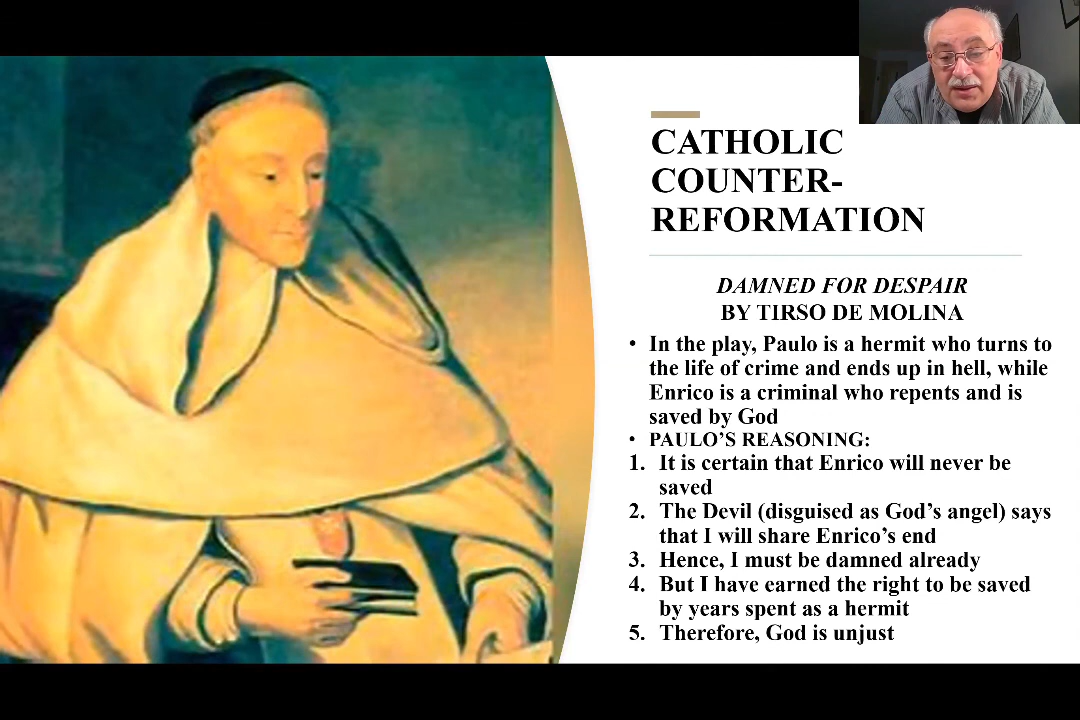 CATHOLIC
COUNTER-
REFORMATION
DAMNED FOR DESPAIR
BY TIRSO DE MOLINA
• In the play, Paulo is a hermit who turns to
the life of crime and ends up in hell, while
Enrico is a criminal who repents and is
saved by God
• PAULO’S REASONING:
1. It is certain that Enrico will never be
saved
2. The Devil (disguised as God’s angel) says
that I will share Enrico’s end
3. Hence, I must be damned already
4. But I have earned the right to be saved
by years spent as a hermit
5. Therefore, God is unjust